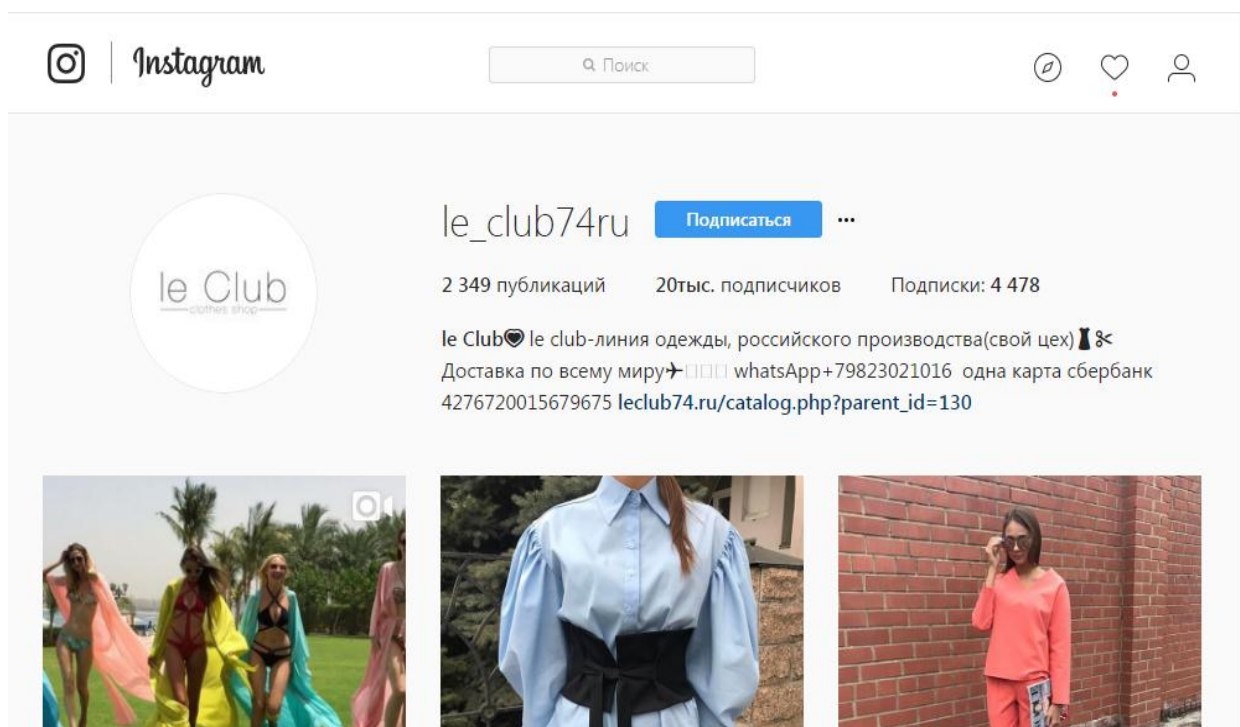 Instagram
Поиск
le_club74ru Подписаться
le Club
clothes shop
2 349 публикаций 20тыс. подписчиков Подписки: 4 478
le Club le club-линия одежды, российского производства(свой цех)
Доставка по всему миру whatsApp+79823021016 одна карта сбербанк
4276720015679675 leclub74.ru/catalog.php?parent_id=130